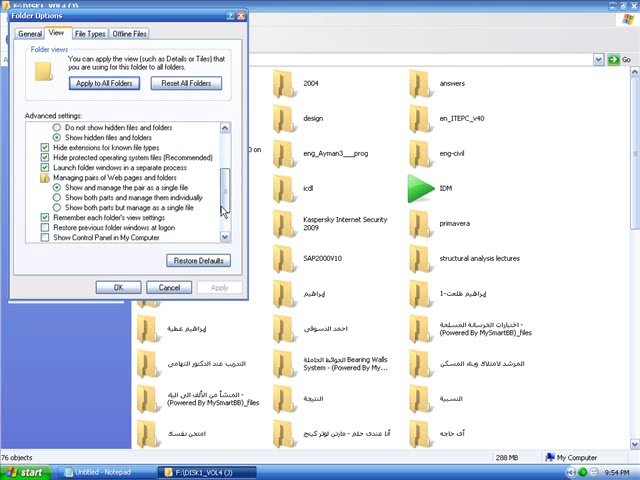 F:\DISK1_VOL4 (J)
Folder Options
General
View
File Types
Offline Files
Folder views
You can apply the view (such as Details or Tiles) that
you are using for this folder to all folders.
Apply to All Folders
Reset All Folders
Advanced settings:
Do not show hidden files and folders
Show hidden files and folders
Hide extensions for known file types
Hide protected operating system files (Recommended)
Launch folder windows in a separate process
Managing pairs of Web pages and folders
Show and manage the pair as a single file
Show both parts and manage them individually
Show both parts but manage as a single file
Remember each folder's view settings
Restore previous folder windows at logon
Show Control Panel in My Computer
Restore Defaults
OK
Cancel
Apply
Go
2004
answers
design
en_ITEPC_v40
on
eng_Ayman3___prog
eng-civil
icdl
IDM
Kaspersky Internet Security
2009
primavera
SAP2000V10
structural analysis lectures
إبراهيم
إبراهيم طلعت-1
إبراهيم عطية
احمد الدسوقى
اختبارات الخرسانة المسلحة -
(Powered By MySmartBB)_files
التدريب عند الدكتور التهامي
الحوائط الحاملة Bearing Walls
System - (Powered By My...
المرشد لامتلاك وبناء المسكن
المنشأ من الألف الى الياء -
(Powered By MySmartBB)_files
النتيجة
النسبية
امتحن نفسك
أنا عندي حلم - مارتن لوثر كينج
أى حاجه
76 objects
288 MB
My Computer
start
Untitled - Notepad
F:\DISK1_VOL4 (J)
9:54 PM